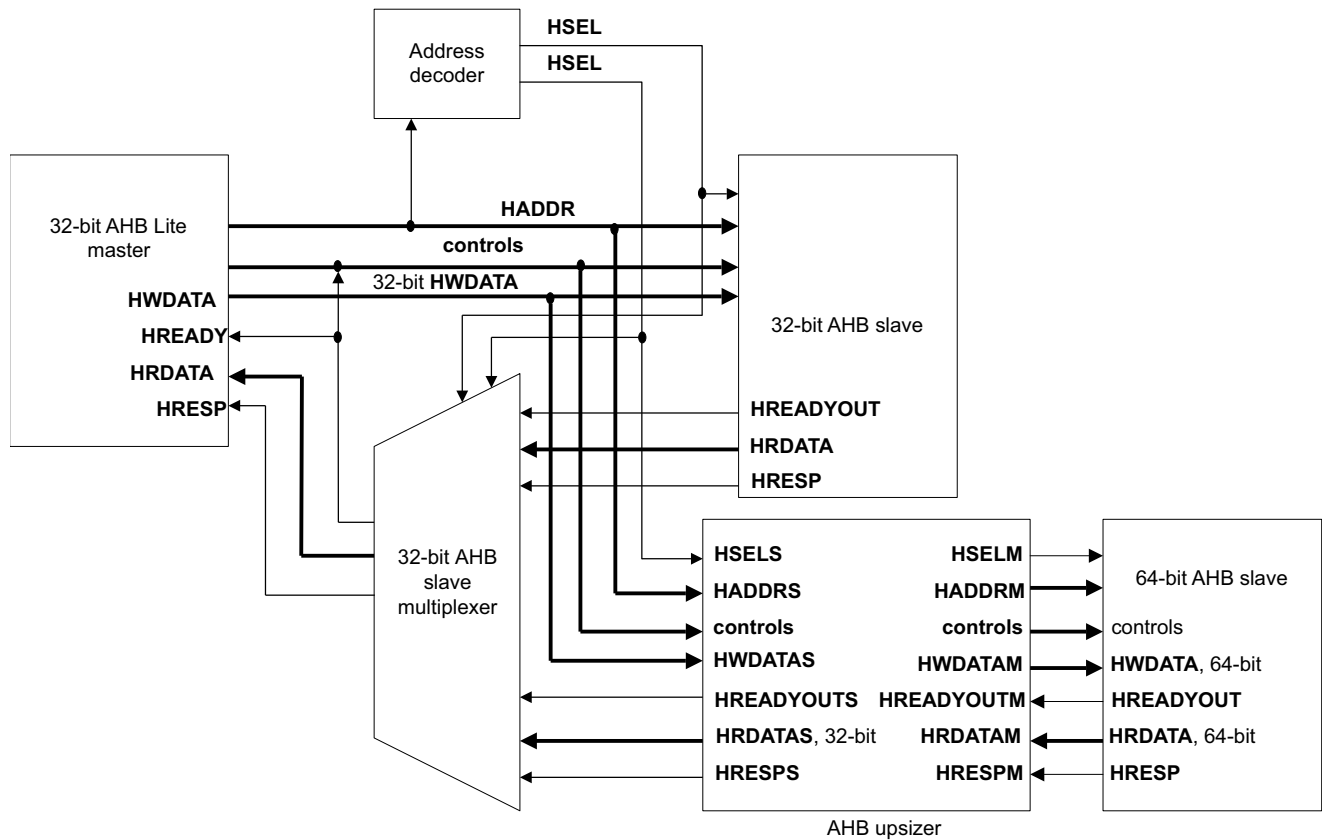 HSEL
Address
decoder
HSEL
32-bit AHB Lite
master
HADDR
controls
32-bit HWDATA
HWDATA
HREADY
HRDATA
HRESP
32-bit AHB slave
HREADYOUT
HRDATA
HRESP
32-bit AHB
slave
multiplexer
HSELS
HADDRS
controls
HWDATAS
HREADYOUTS
HRDATAS, 32-bit
HRESPS
HSELM
HADDRM
controls
HWDATAM
HREADYOUTM
HRDATAM
HRESPM
AHB upsizer
64-bit AHB slave
controls
HWDATA, 64-bit
HREADYOUT
HRDATA, 64-bit
HRESP